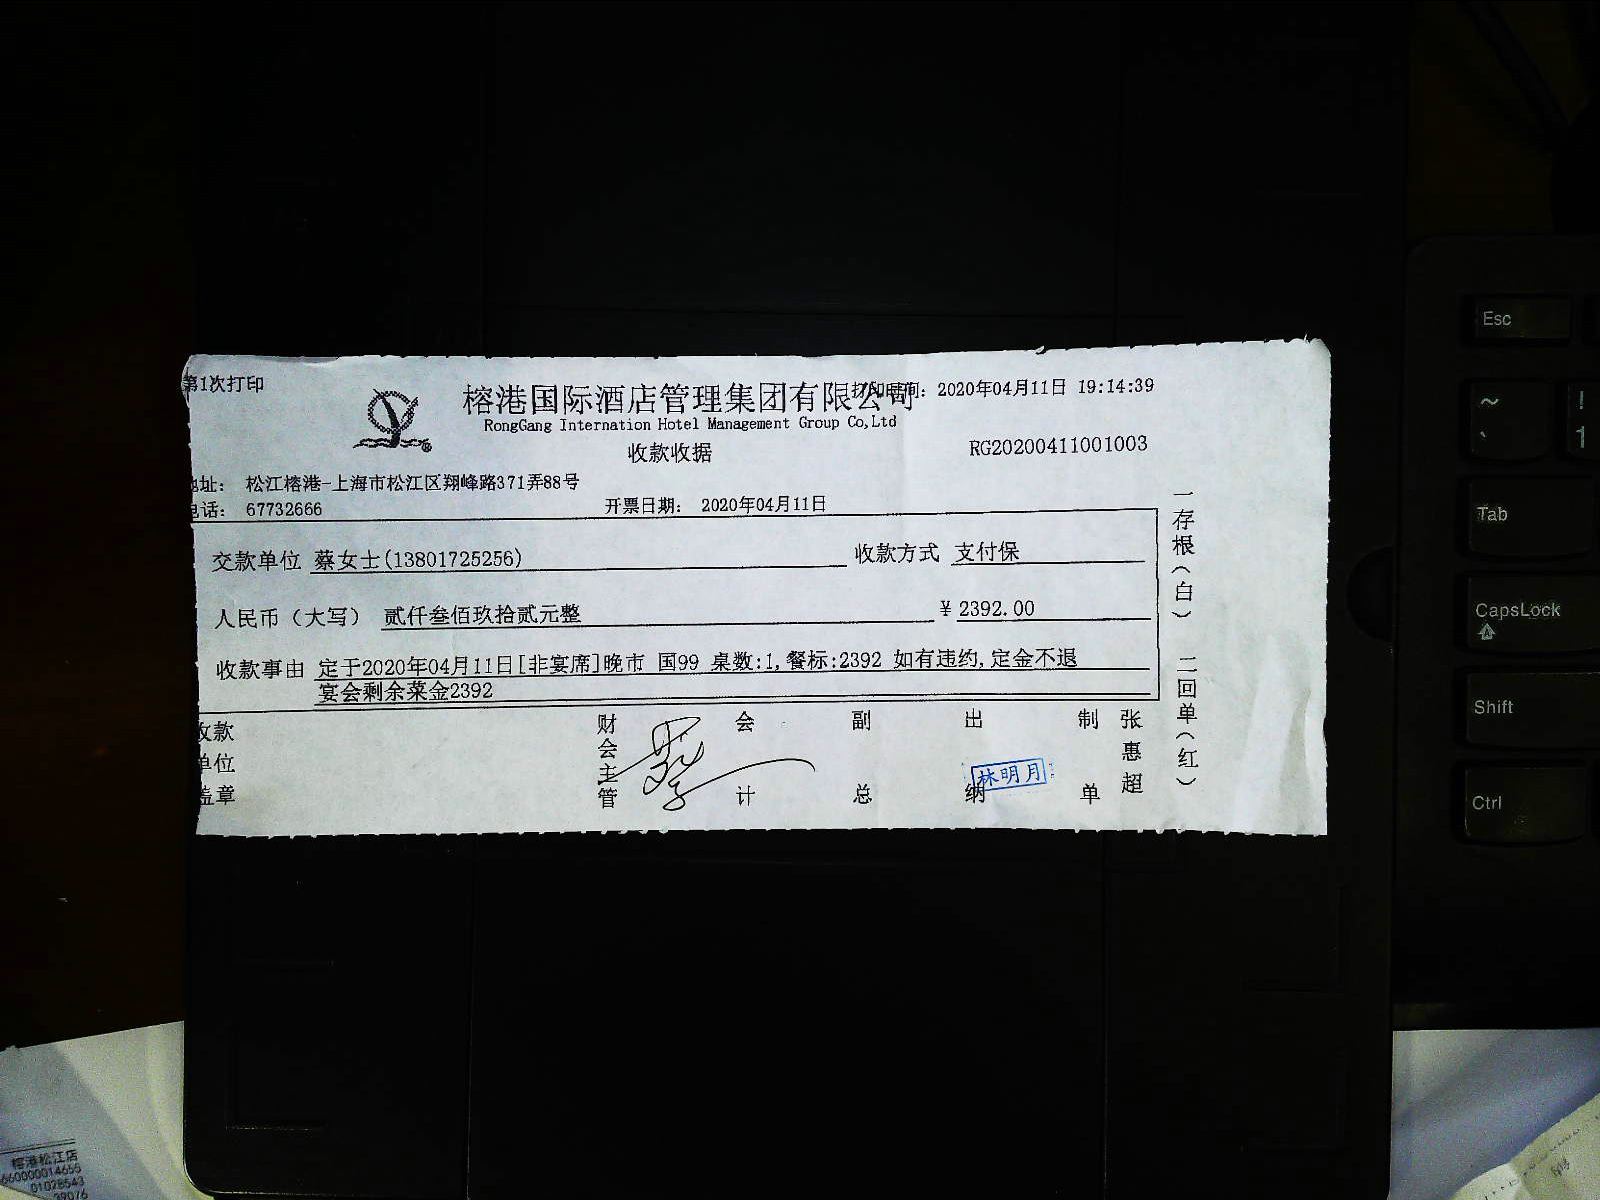 第1次打印
榕港国际酒店管理集团有限公司
打印时间: 2020年04月11日 19:14:39
RongGang Internation Hotel Management Group Co,Ltd
收款收据
RG20200411001003
地址: 松江榕港-上海市松江区翔峰路371弄88号
电话: 67732666
开票日期: 2020年04月11日
交款单位 蔡女士(13801725256) 收款方式 支付保
人民币（大写） 贰仟叁佰玖拾贰元整 ¥ 2392.00
收款事由 定于2020年04月11日[非宴席]晚市 国99 桌数:1,餐标:2392 如有违约,定金不退
宴会剩余菜金2392
收款单位盖章
财会主管
会计
副总
出纳
林明月
制单
张惠超
一存根（白） 二回单（红）
Esc
~
`
!
1
Tab
CapsLock
Shift
Ctrl
榕港松江店
660000014655
01028543
39076